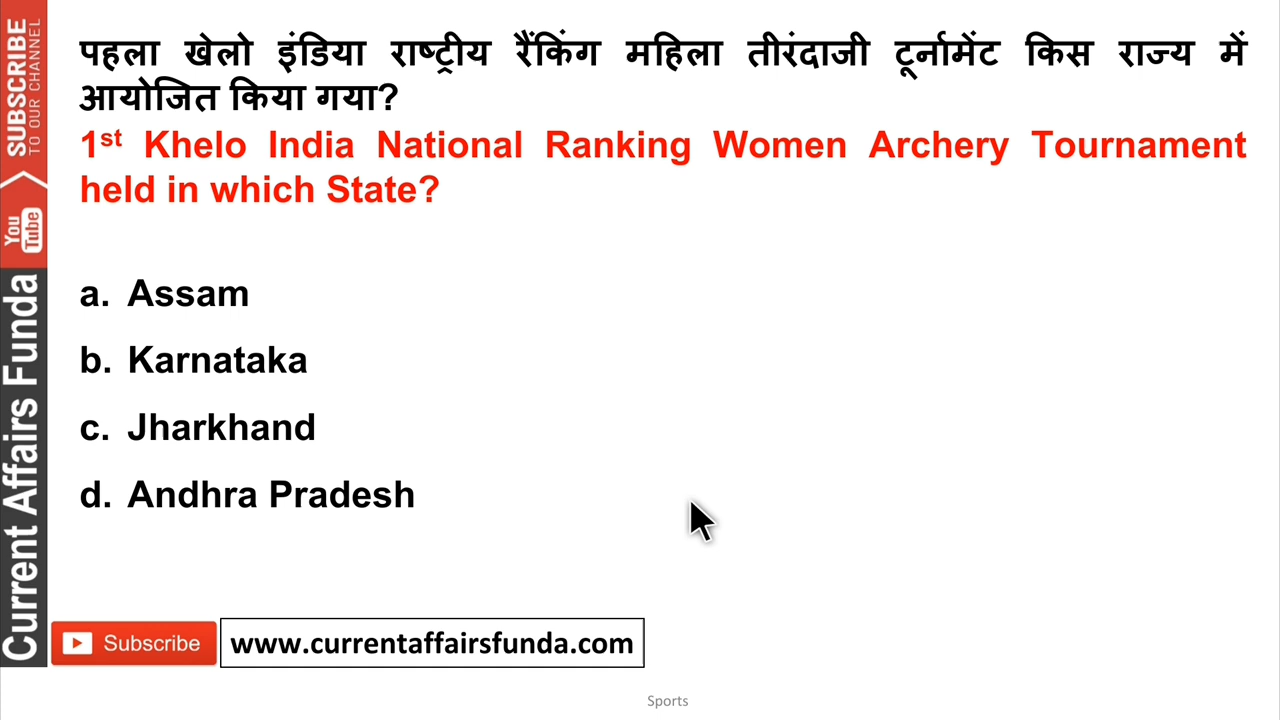 पहला खेलो इंडिया राष्ट्रीय रैंकिंग महिला तीरंदाजी टूर्नामेंट किस राज्य में
आयोजित किया गया?
1st Khelo India National Ranking Women Archery Tournament
held in which State?
a. Assam
b. Karnataka
c. Jharkhand
d. Andhra Pradesh
SUBSCRIBE
TO OUR CHANNEL
You
Tube
Current Affairs Funda
Subscribe
www.currentaffairsfunda.com
Sports